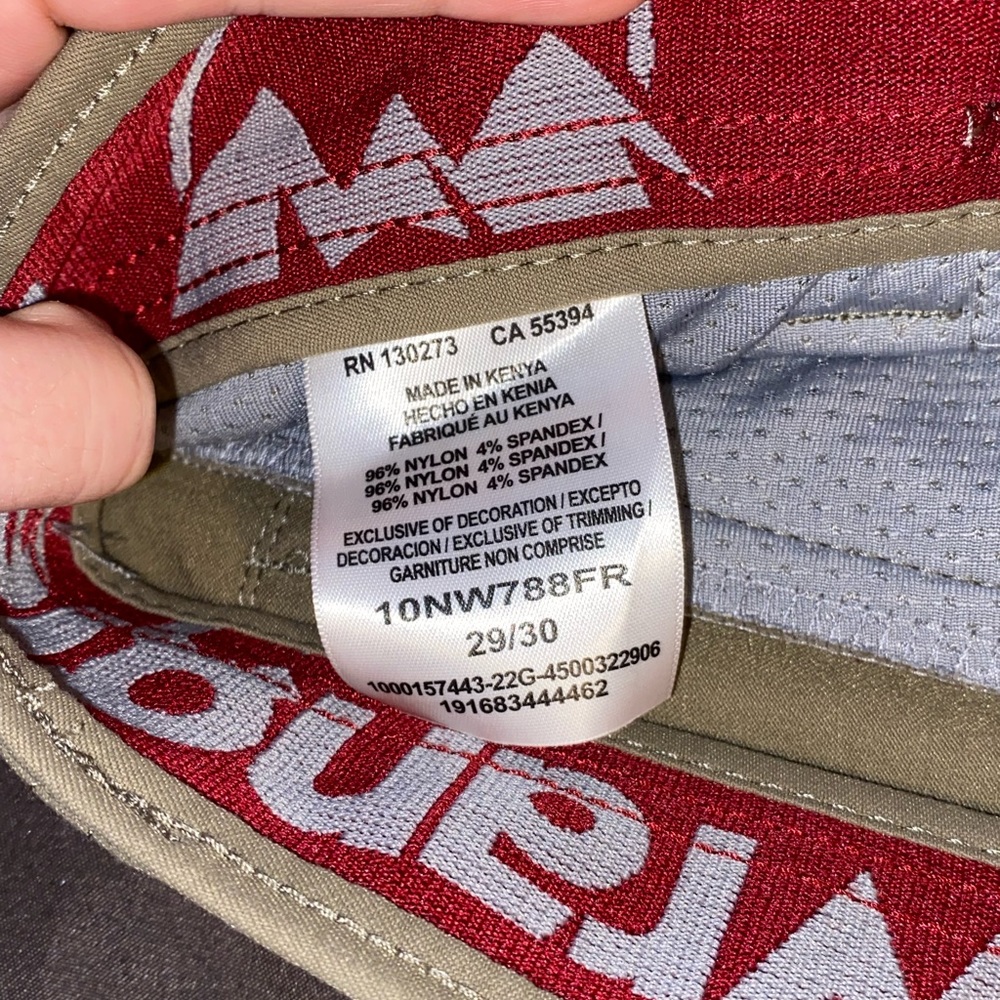 RN 130273 CA 55394
MADE IN KENYA
HECHO EN KENIA
FABRIQUÉ AU KENYA
96% NYLON 4% SPANDEX /
96% NYLON 4% SPANDEX /
96% NYLON 4% SPANDEX
EXCLUSIVE OF DECORATION / EXCEPTO
DECORACION / EXCLUSIVE OF TRIMMING /
GARNITURE NON COMPRISE
10NW788FR
29/30
1000157443-22G-4500322906
191683444462
Wrang